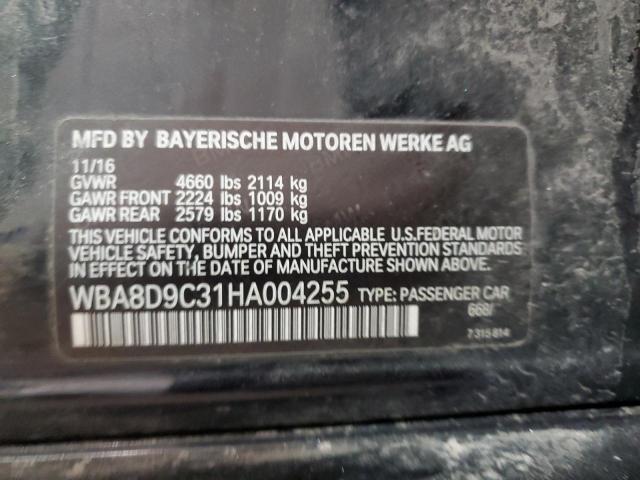 MFD BY BAYERISCHE MOTOREN WERKE AG
11/16
GVWR 4660 lbs 2114 kg
GAWR FRONT 2224 lbs 1009 kg
GAWR REAR 2579 lbs 1170 kg
THIS VEHICLE CONFORMS TO ALL APPLICABLE U.S.FEDERAL MOTOR
VEHICLE SAFETY, BUMPER AND THEFT PREVENTION STANDARDS
IN EFFECT ON THE DATE OF MANUFACTURE SHOWN ABOVE.
WBA8D9C31HA004255 TYPE: PASSENGER CAR
668/
7 315 814